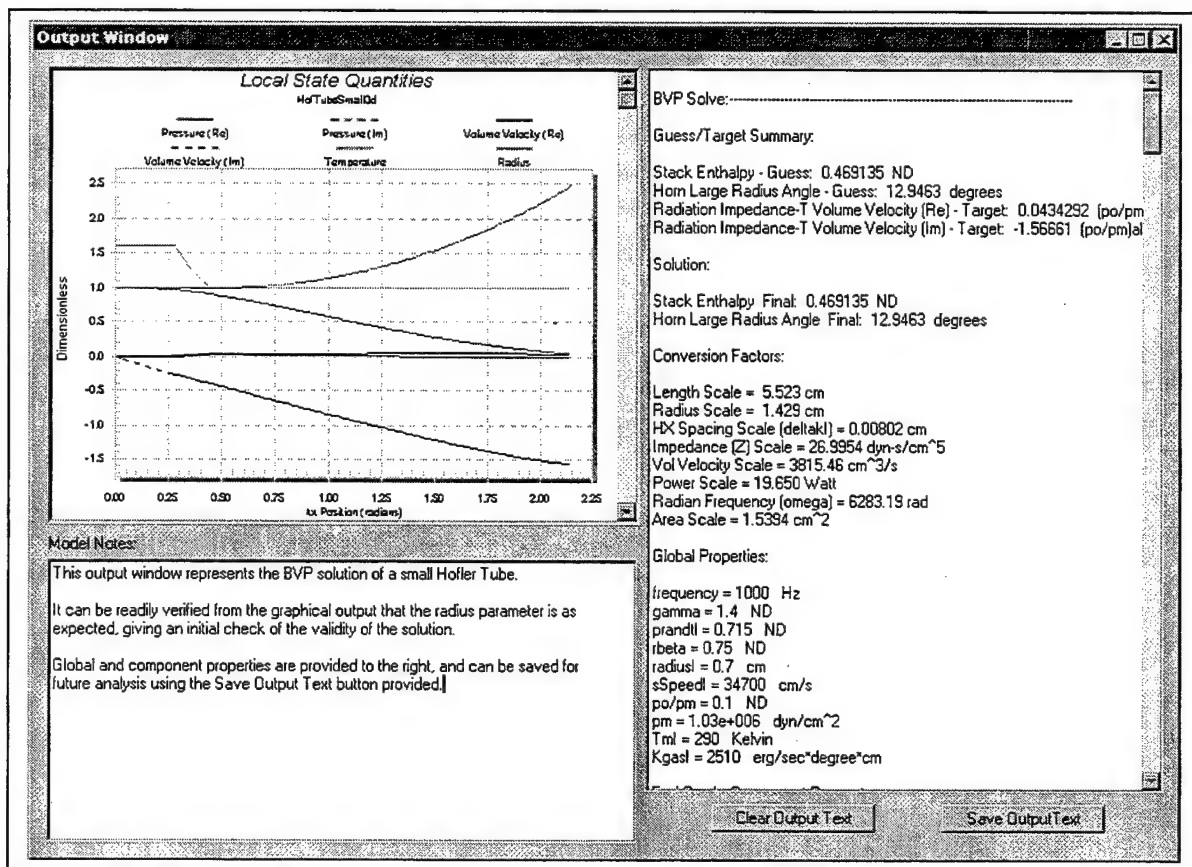 Output Window
Local State Quantities
HofTubeSmallQd
Pressure (Re) Pressure (Im) Volume Velocity (Re)
Volume Velocity (Im) Temperature Radius
2.5
2.0
1.5
1.0
0.5
0.0
-0.5
-1.0
-1.5
Dimensionless
0.00 0.25 0.50 0.75 1.00 1.25 1.50 1.75 2.00 2.25
kx Position (radians)
Model Notes:
This output window represents the BVP solution of a small Hofler Tube.
It can be readily verified from the graphical output that the radius parameter is as
expected, giving an initial check of the validity of the solution.
Global and component properties are provided to the right, and can be saved for
future analysis using the Save Output Text button provided.
BVP Solve:------------------------------------------------------------
Guess/Target Summary:
Stack Enthalpy - Guess: 0.469135 ND
Horn Large Radius Angle - Guess: 12.9463 degrees
Radiation Impedance-T Volume Velocity (Re) - Target: 0.0434292 (po/pm
Radiation Impedance-T Volume Velocity (Im) - Target: -1.56661 (po/pm)al
Solution:
Stack Enthalpy Final: 0.469135 ND
Horn Large Radius Angle Final: 12.9463 degrees
Conversion Factors:
Length Scale = 5.523 cm
Radius Scale = 1.429 cm
HX Spacing Scale (deltakl) = 0.00802 cm
Impedance (Z) Scale = 26.9954 dyn-s/cm^5
Vol Velocity Scale = 3815.46 cm^3/s
Power Scale = 19.650 Watt
Radian Frequency (omega) = 6283.19 rad
Area Scale = 1.5394 cm^2
Global Properties:
frequency = 1000 Hz
gamma = 1.4 ND
prandtl = 0.715 ND
rbeta = 0.75 ND
radiusI = 0.7 cm
sSpeedI = 34700 cm/s
po/pm = 0.1 ND
pm = 1.03e+006 dyn/cm^2
TmI = 290 Kelvin
KgasI = 2510 erg/sec*degree*cm
Clear Output Text Save Output Text